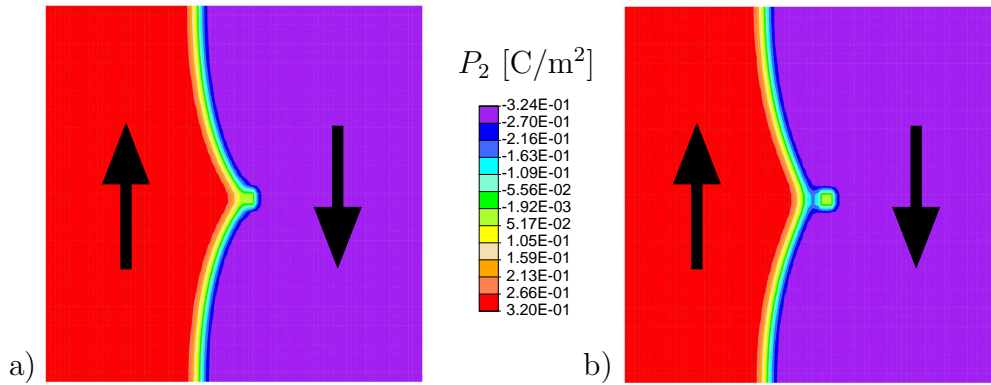 P₂ [C/m²]
-3.24E-01
-2.70E-01
-2.16E-01
-1.63E-01
-1.09E-01
-5.56E-02
-1.92E-03
5.17E-02
1.05E-01
1.59E-01
2.13E-01
2.66E-01
3.20E-01
a)
b)